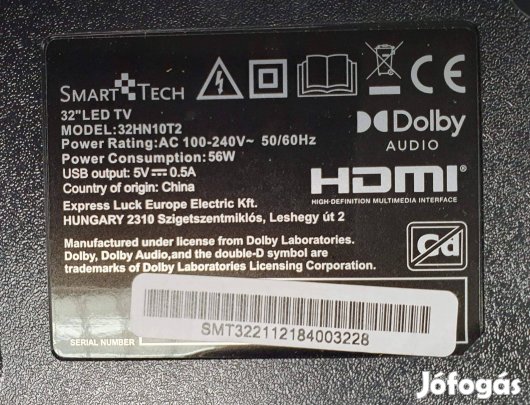 SMART TECH
32"LED TV
MODEL:32HN10T2
Power Rating:AC 100-240V~ 50/60Hz
Power Consumption:56W
USB output: 5V⎓0.5A
Country of origin: China
Express Luck Europe Electric Kft.
HUNGARY 2310 Szigetszentmiklós, Leshegy út 2
Manufactured under license from Dolby Laboratories.
Dolby, Dolby Audio,and the double-D symbol are
trademarks of Dolby Laboratories Licensing Corporation.
CE
Dolby
AUDIO
HDMI®
HIGH-DEFINITION MULTIMEDIA INTERFACE
Cd
SERIAL NUMBER
SMT322112184003228
Jófogás